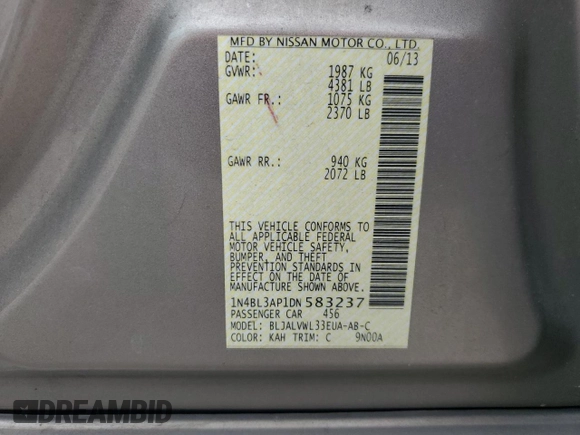 MFD BY NISSAN MOTOR CO., LTD.
DATE: 06/13
GVWR: 1987 KG
4381 LB
GAWR FR.: 1075 KG
2370 LB
GAWR RR.: 940 KG
2072 LB
THIS VEHICLE CONFORMS TO
ALL APPLICABLE FEDERAL
MOTOR VEHICLE SAFETY,
BUMPER, AND THEFT
PREVENTION STANDARDS
IN EFFECT ON THE DATE OF
MANUFACTURE SHOWN ABOVE.
1N4BL3AP1DN583237
PASSENGER CAR 456
MODEL: BLJALVWL33EUA-AB-C
COLOR: KAH TRIM: C 9N00A
DREAMBID